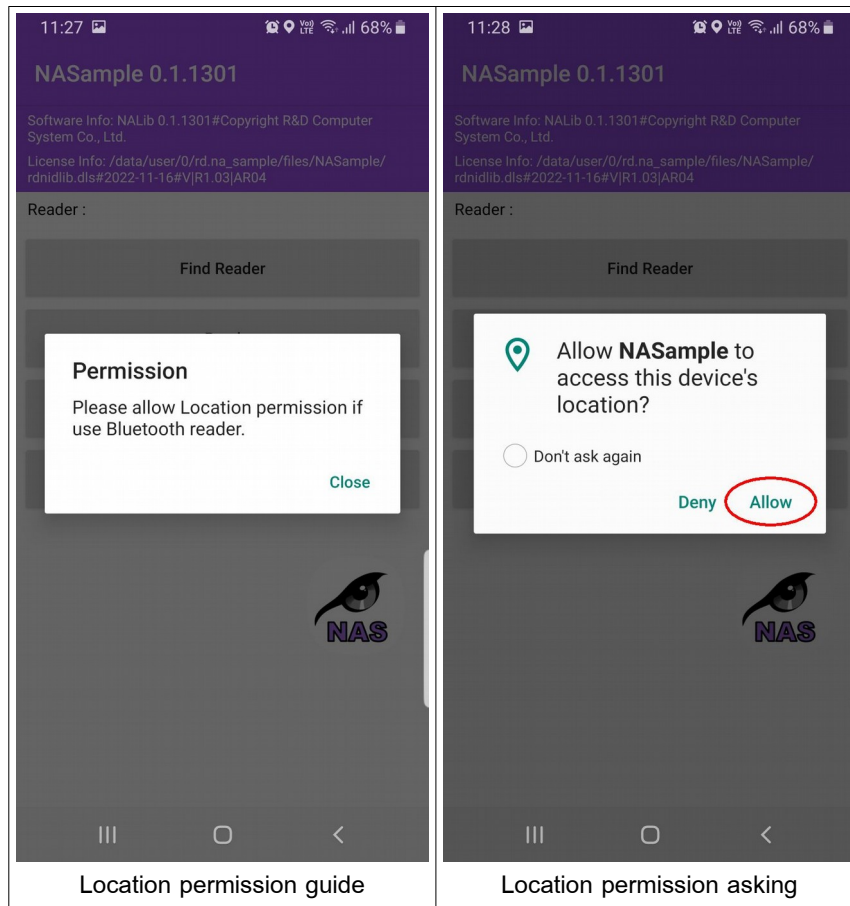 11:27
Vo)) LTE 68%
NASample 0.1.1301
Software Info: NALib 0.1.1301#Copyright R&D Computer
System Co., Ltd.
License Info: /data/user/0/rd.na_sample/files/NASample/
rdnidlib.dls#2022-11-16#V|R1.03|AR04
Reader :
Find Reader
Permission
Please allow Location permission if
use Bluetooth reader.
Close
NAS
Location permission guide
11:28
Vo)) LTE 68%
NASample 0.1.1301
Software Info: NALib 0.1.1301#Copyright R&D Computer
System Co., Ltd.
License Info: /data/user/0/rd.na_sample/files/NASample/
rdnidlib.dls#2022-11-16#V|R1.03|AR04
Reader :
Find Reader
Allow NASample to
access this device's
location?
Don't ask again
Deny Allow
NAS
Location permission asking